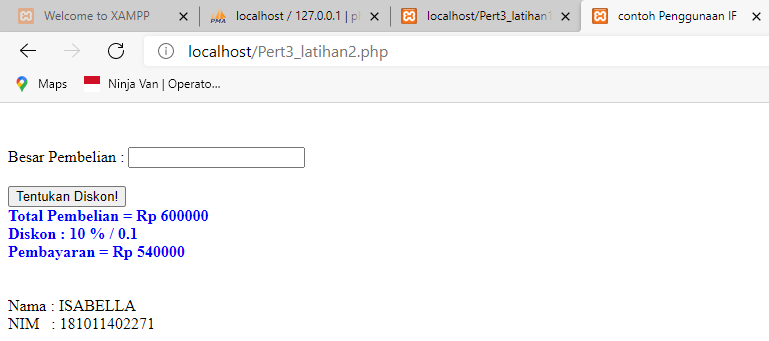 Welcome to XAMPP
localhost / 127.0.0.1 | pl
localhost/Pert3_latihan1
contoh Penggunaan IF
localhost/Pert3_latihan2.php
Maps
Ninja Van | Operato...
Besar Pembelian :
Tentukan Diskon!
Total Pembelian = Rp 600000
Diskon : 10 % / 0.1
Pembayaran = Rp 540000
Nama : ISABELLA
NIM : 181011402271